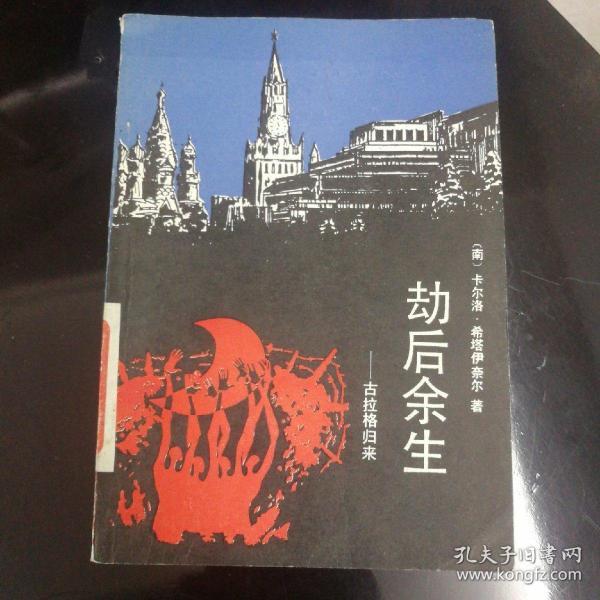 〔南〕卡尔洛·希塔伊奈尔 著
劫后余生
——古拉格归来
孔夫子旧书网
www.kongfz.com